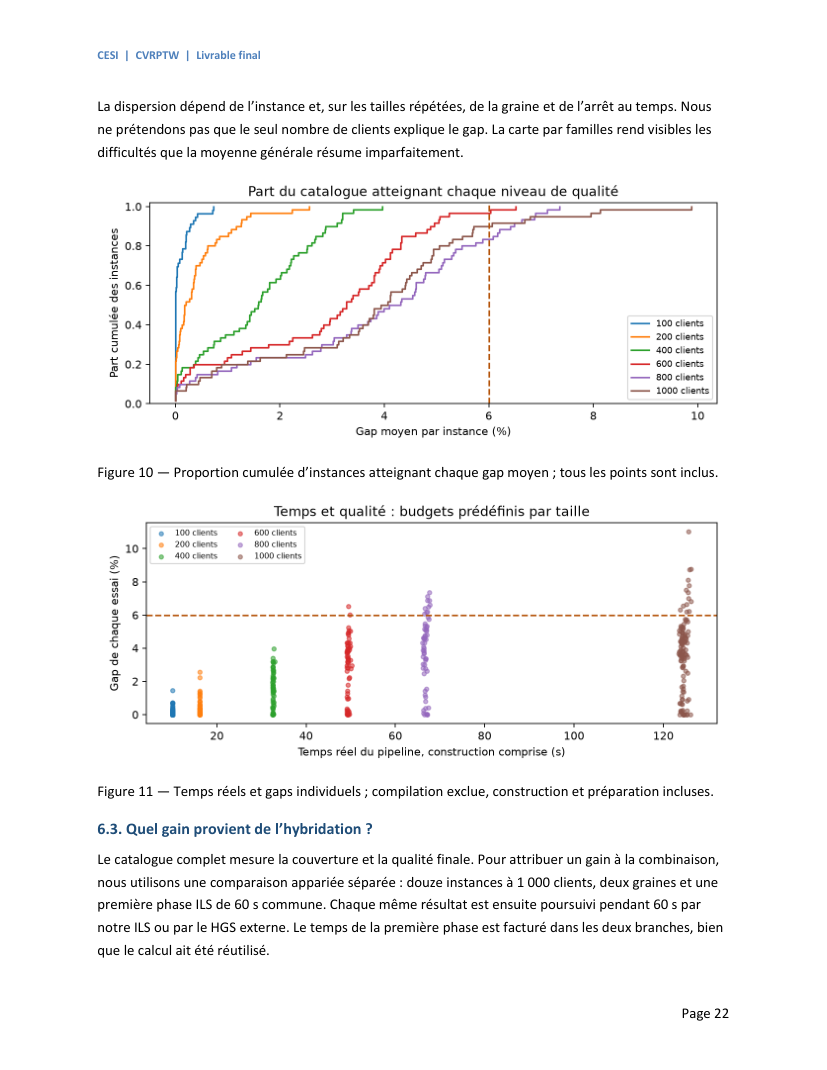 CESI | CVRPTW | Livrable final
La dispersion dépend de l’instance et, sur les tailles répétées, de la graine et de l’arrêt au temps. Nous
ne prétendons pas que le seul nombre de clients explique le gap. La carte par familles rend visibles les
difficultés que la moyenne générale résume imparfaitement.
Part du catalogue atteignant chaque niveau de qualité
Part cumulée des instances
1.0
0.8
0.6
0.4
0.2
0.0
100 clients
200 clients
400 clients
600 clients
800 clients
1000 clients
0 2 4 6 8 10
Gap moyen par instance (%)
Figure 10 — Proportion cumulée d’instances atteignant chaque gap moyen ; tous les points sont inclus.
Temps et qualité : budgets prédéfinis par taille
Gap de chaque essai (%)
100 clients 600 clients
200 clients 800 clients
400 clients 1000 clients
10
8
6
4
2
0
20 40 60 80 100 120
Temps réel du pipeline, construction comprise (s)
Figure 11 — Temps réels et gaps individuels ; compilation exclue, construction et préparation incluses.
6.3. Quel gain provient de l’hybridation ?
Le catalogue complet mesure la couverture et la qualité finale. Pour attribuer un gain à la combinaison,
nous utilisons une comparaison appariée séparée : douze instances à 1 000 clients, deux graines et une
première phase ILS de 60 s commune. Chaque même résultat est ensuite poursuivi pendant 60 s par
notre ILS ou par le HGS externe. Le temps de la première phase est facturé dans les deux branches, bien
que le calcul ait été réutilisé.
Page 22